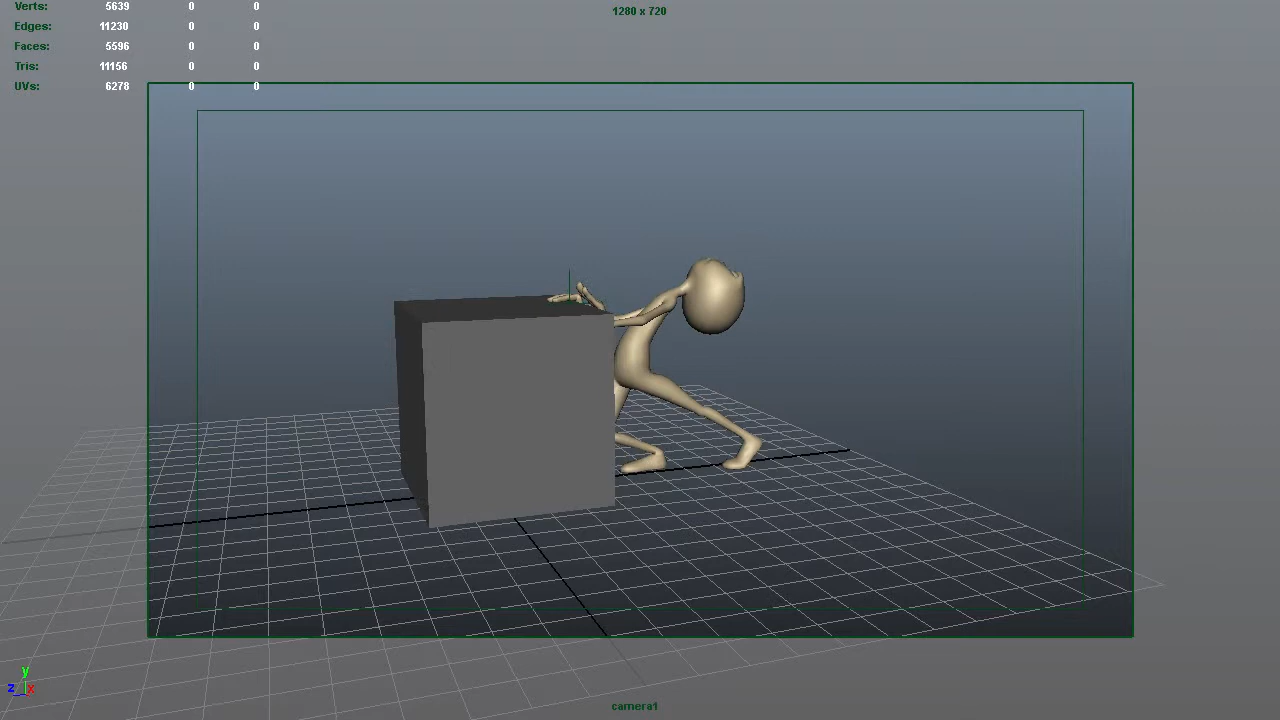 Verts: 5639 0 0
Edges: 11230 0 0
Faces: 5596 0 0
Tris: 11156 0 0
UVs: 6278 0 0
1280 x 720
y
z x
camera1